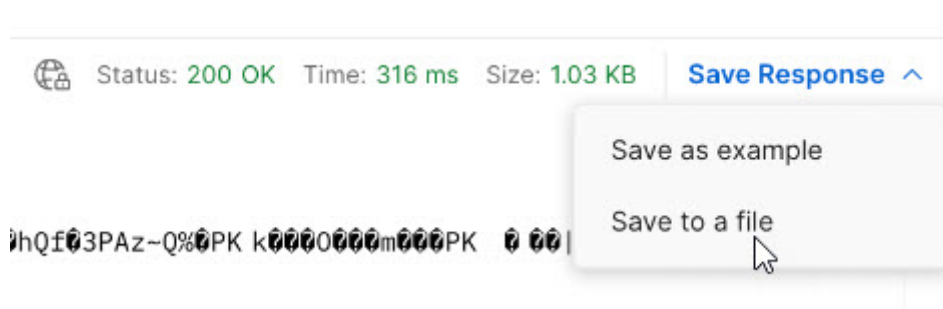 Status: 200 OK Time: 316 ms Size: 1.03 KB Save Response
Save as example
Save to a file
hQf�3PAz~Q%�PK k���O���m���PK � ��|